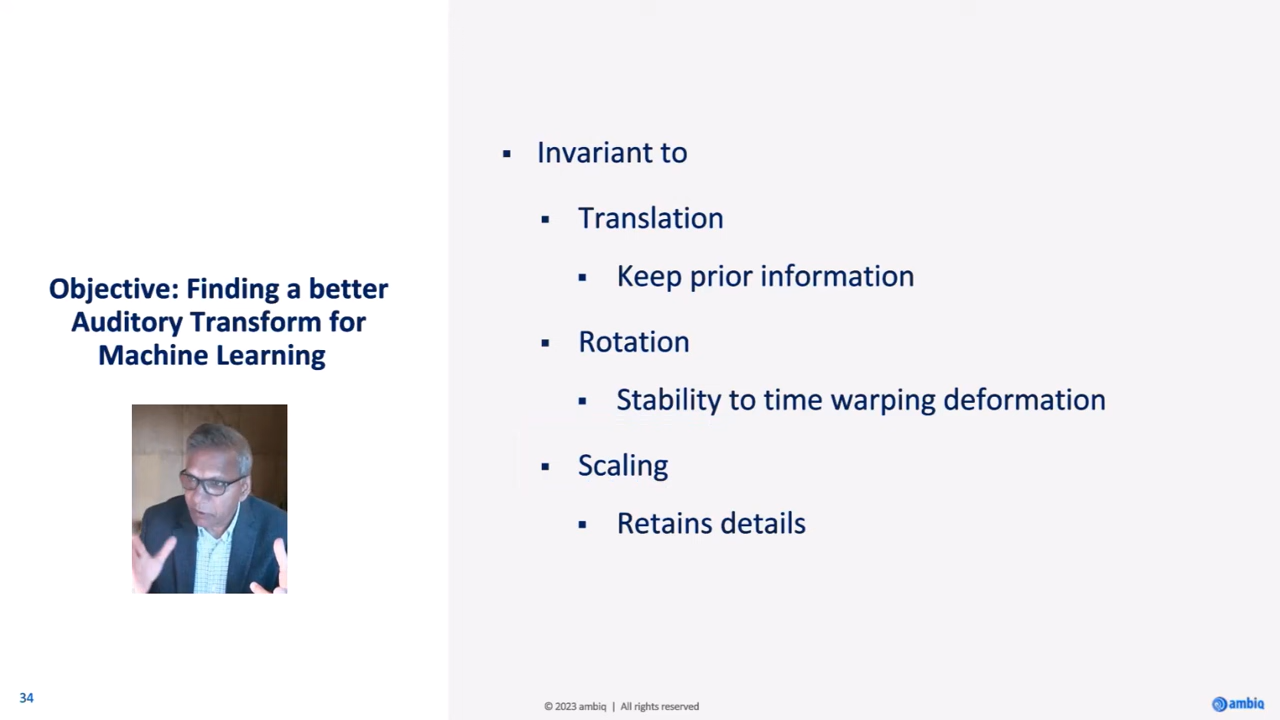 Objective: Finding a better
Auditory Transform for
Machine Learning
▪ Invariant to
▪ Translation
▪ Keep prior information
▪ Rotation
▪ Stability to time warping deformation
▪ Scaling
▪ Retains details
34
© 2023 ambiq | All rights reserved
ambiq